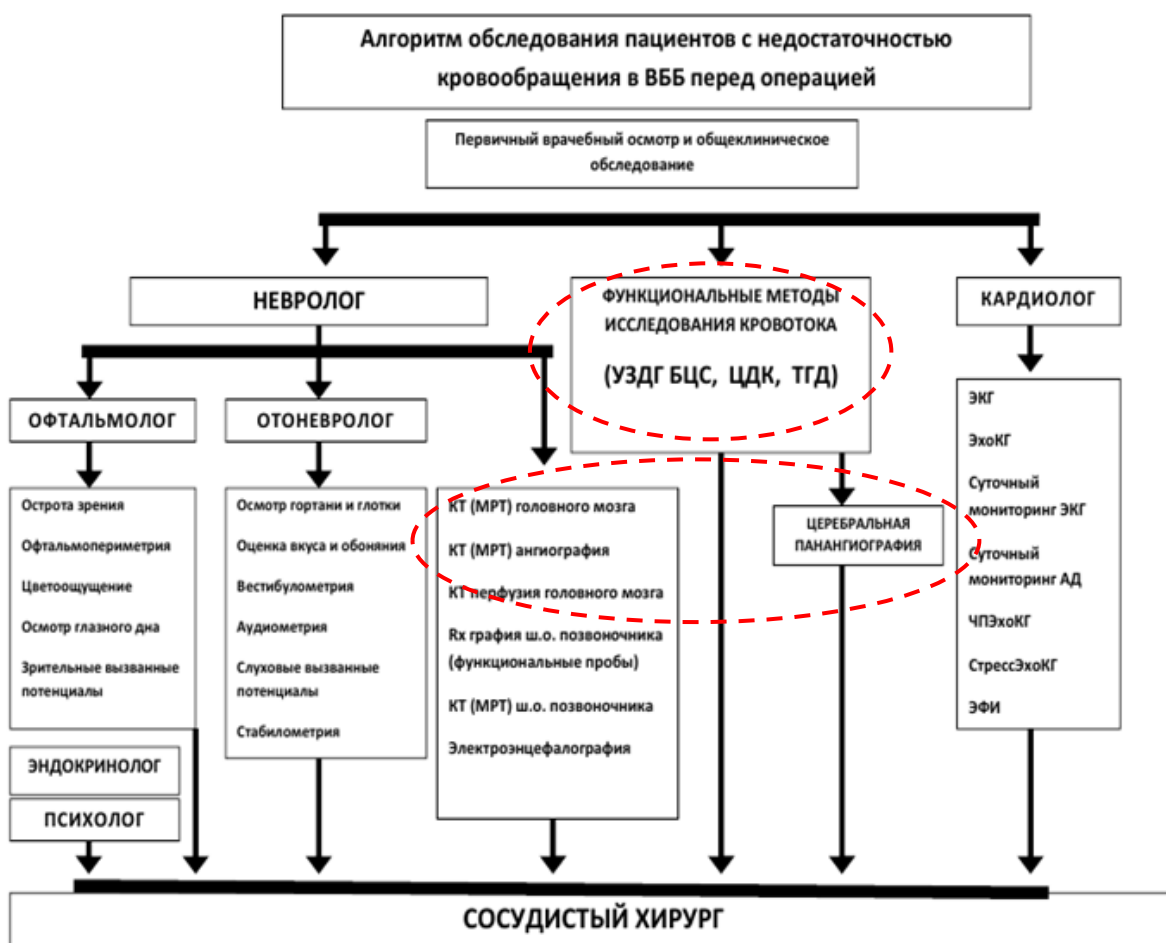 Алгоритм обследования пациентов с недостаточностью
кровообращения в ВББ перед операцией
Первичный врачебный осмотр и общеклиническое
обследование
НЕВРОЛОГ
ФУНКЦИОНАЛЬНЫЕ МЕТОДЫ
ИССЛЕДОВАНИЯ КРОВОТОКА
(УЗДГ БЦС, ЦДК, ТГД)
КАРДИОЛОГ
ОФТАЛЬМОЛОГ
ОТОНЕВРОЛОГ
Острота зрения
Офтальмопериметрия
Цветоощущение
Осмотр глазного дна
Зрительные вызванные
потенциалы
Осмотр гортани и глотки
Оценка вкуса и обоняния
Вестибулометрия
Аудиометрия
Слуховые вызванные
потенциалы
Стабилометрия
КТ (МРТ) головного мозга
КТ (МРТ) ангиография
КТ перфузия головного мозга
Rx графия ш.о. позвоночника
(функциональные пробы)
КТ (МРТ) ш.о. позвоночника
Электроэнцефалография
ЦЕРЕБРАЛЬНАЯ
ПАНАНГИОГРАФИЯ
ЭКГ
ЭхоКГ
Суточный
мониторинг ЭКГ
Суточный
мониторинг АД
ЧПЭхоКГ
СтрессЭхоКГ
ЭФИ
ЭНДОКРИНОЛОГ
ПСИХОЛОГ
СОСУДИСТЫЙ ХИРУРГ